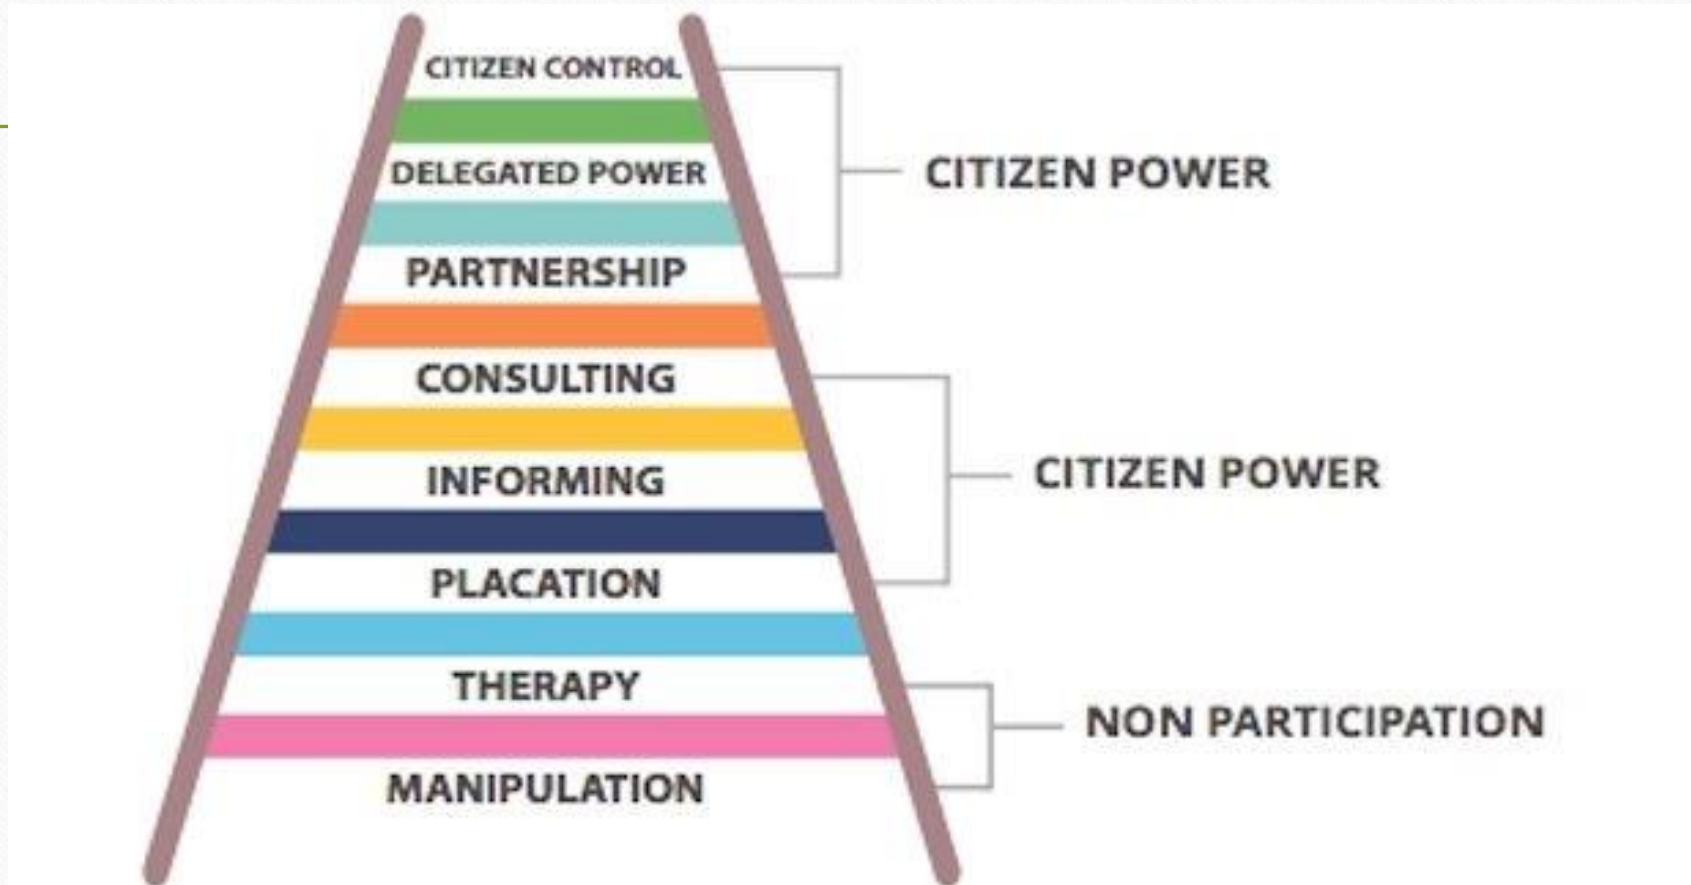 CITIZEN CONTROL
DELEGATED POWER
CITIZEN POWER
PARTNERSHIP
CONSULTING
INFORMING
CITIZEN POWER
PLACATION
THERAPY
NON PARTICIPATION
MANIPULATION